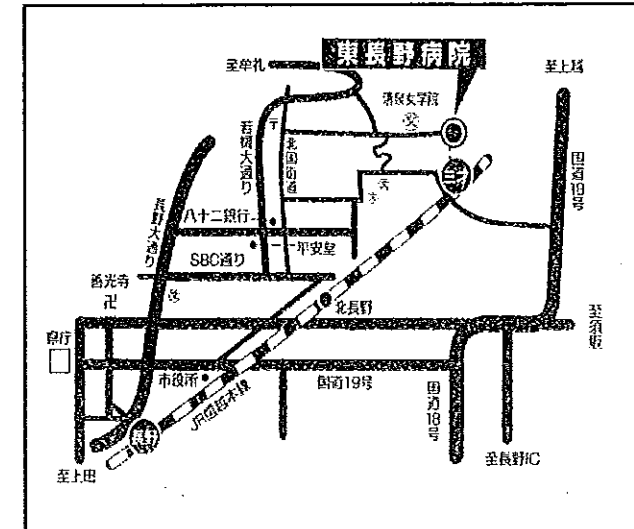 東長野病院
至牟礼
至上越
清泉女学院
若槻大通り
北国街道
国道18号
長野大通り
八十二銀行
平安堂
SBC通り
善光寺
卍
北長野
至須坂
県庁
市役所
国道19号
JR信越本線
国道18号
長野
至上田
至長野IC